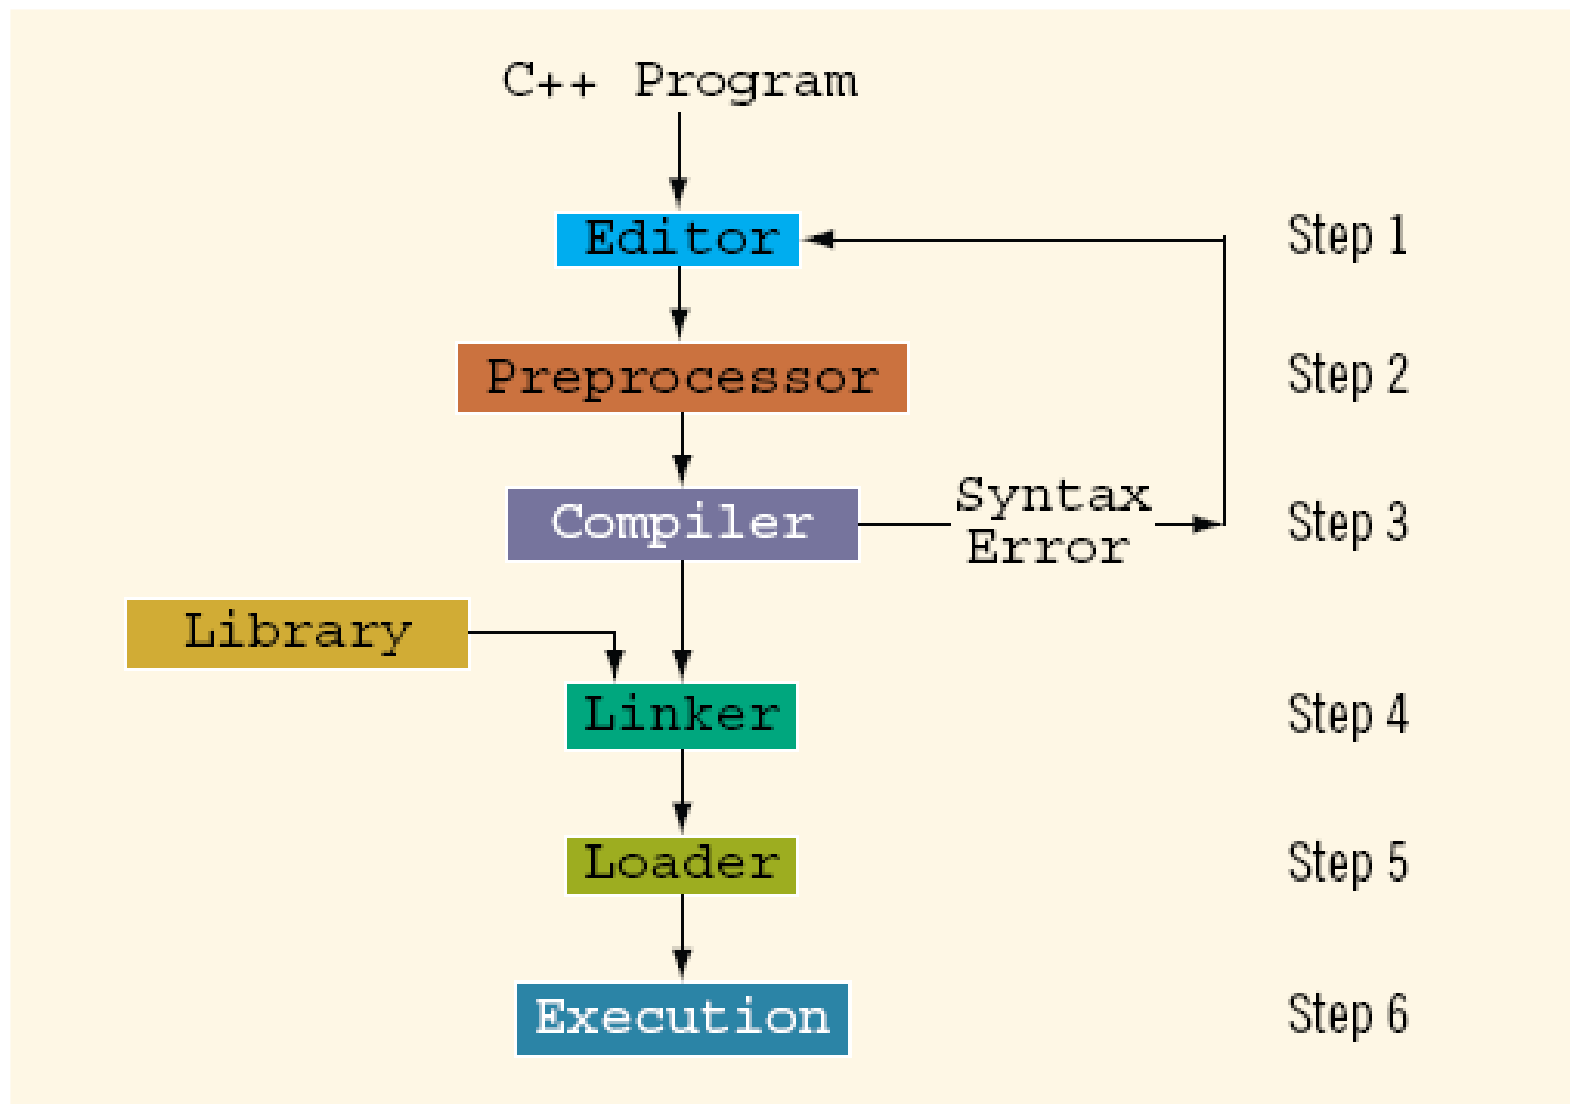 C++ Program
Editor
Step 1
Preprocessor
Step 2
Compiler
Syntax
Error
Step 3
Library
Linker
Step 4
Loader
Step 5
Execution
Step 6